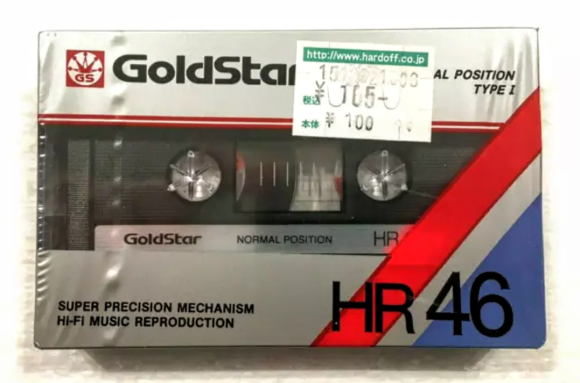 http://www.hardoff.co.jp
GS
GoldStar
AL POSITION
TYPE I
税込 ¥ 105-
本体 ¥ 100
GoldStar NORMAL POSITION HR
SUPER PRECISION MECHANISM
HI-FI MUSIC REPRODUCTION
HR 46